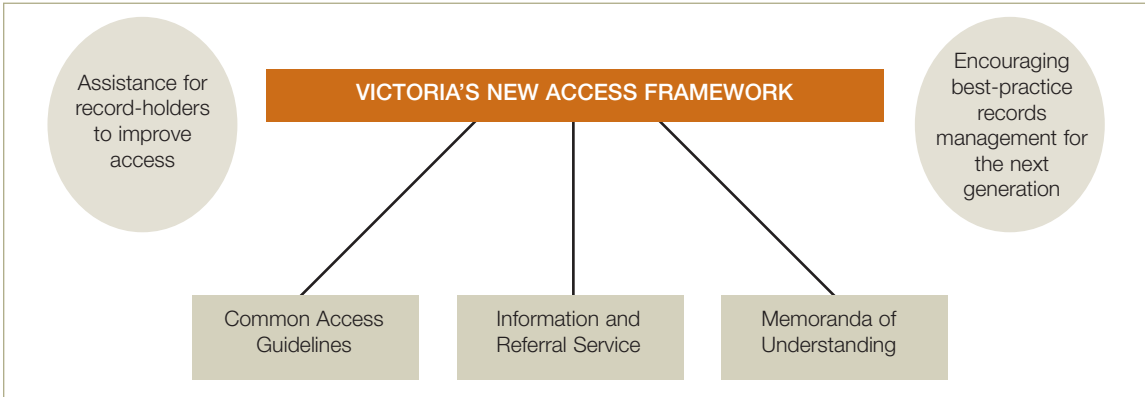 Assistance for
record-holders
to improve
access
VICTORIA'S NEW ACCESS FRAMEWORK
Encouraging
best-practice
records
management for
the next
generation
Common Access
Guidelines
Information and
Referral Service
Memoranda of
Understanding